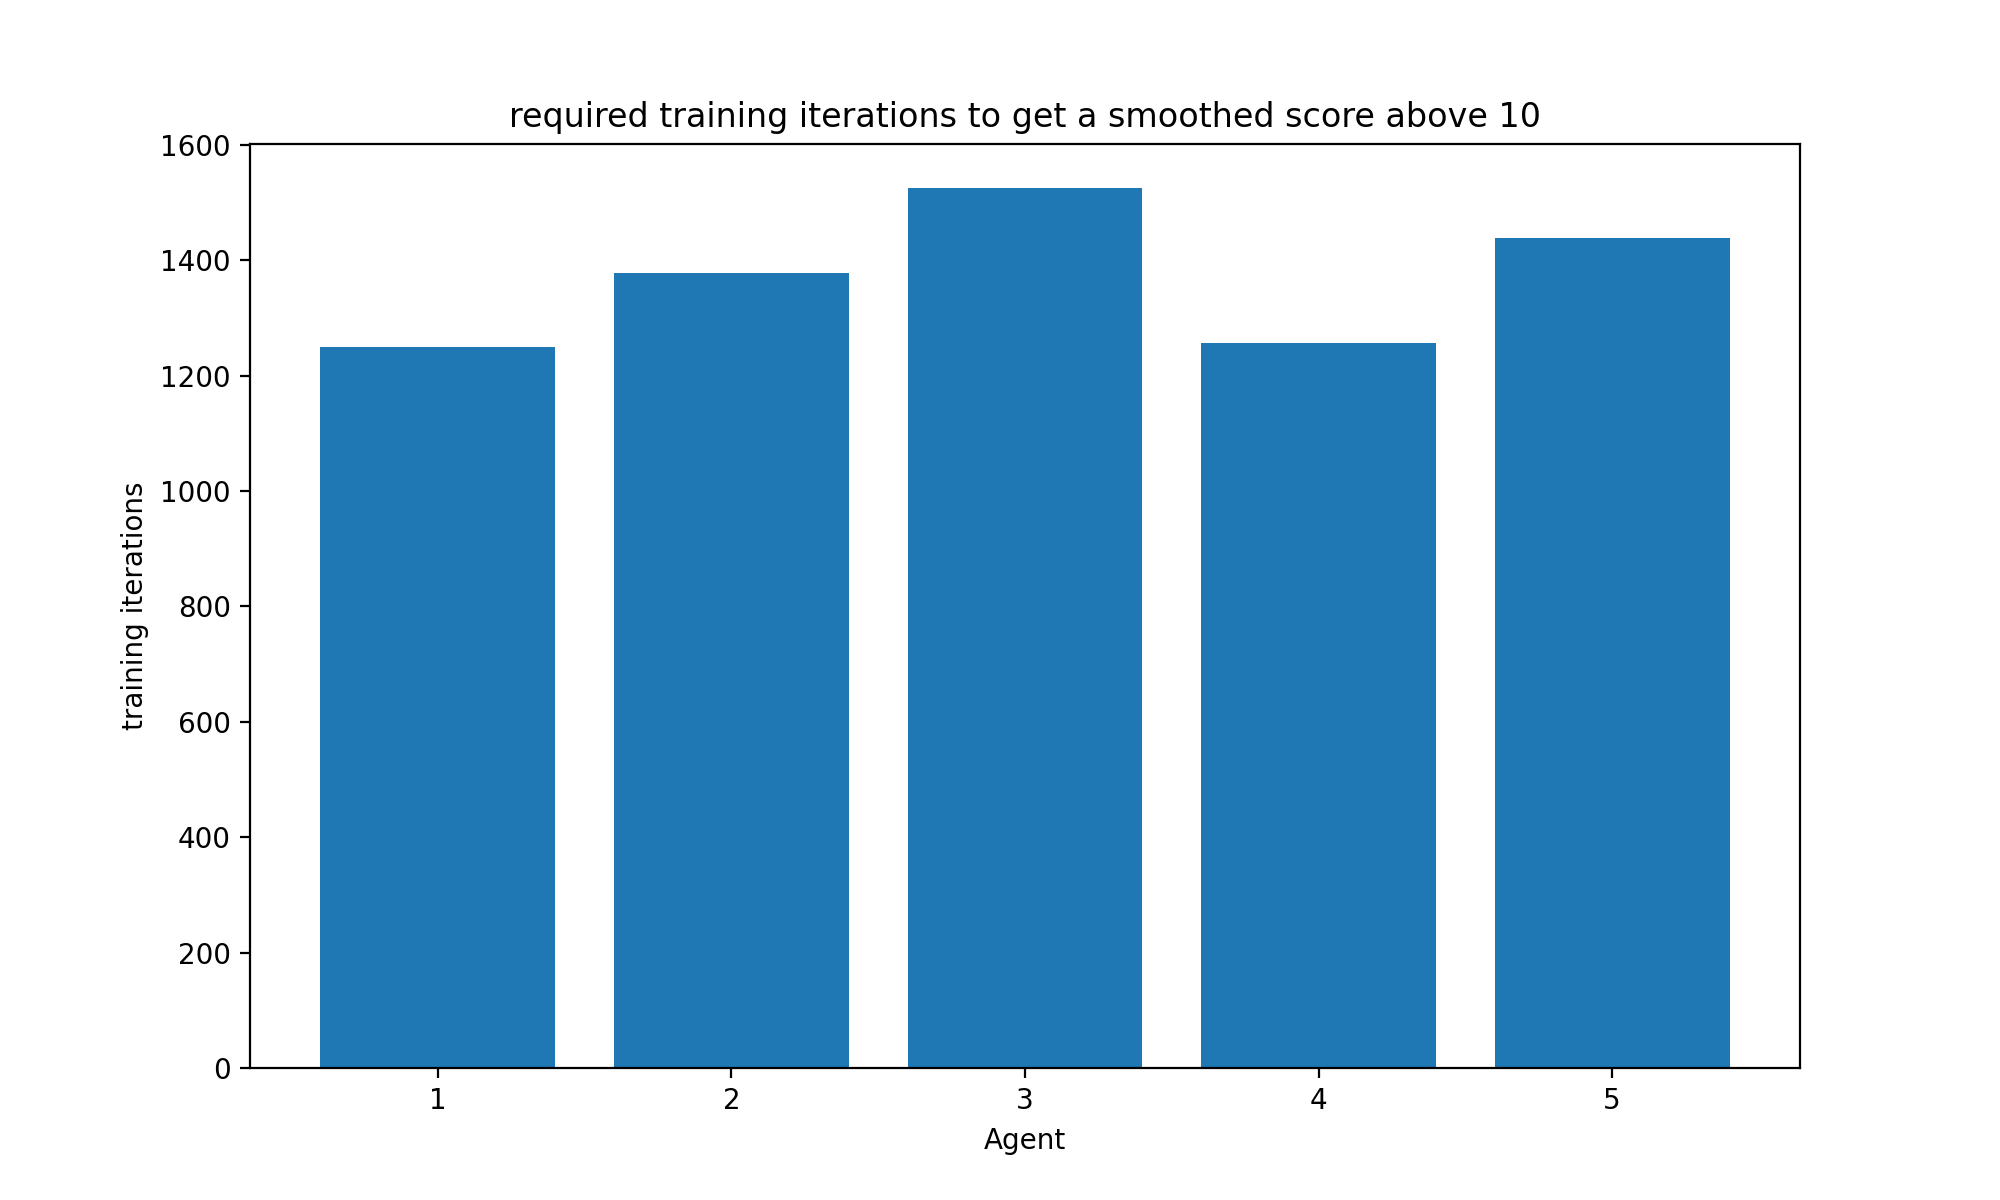 required training iterations to get a smoothed score above 10
1600
1400
1200
1000
800
600
400
200
0
training iterations
1 2 3 4 5
Agent